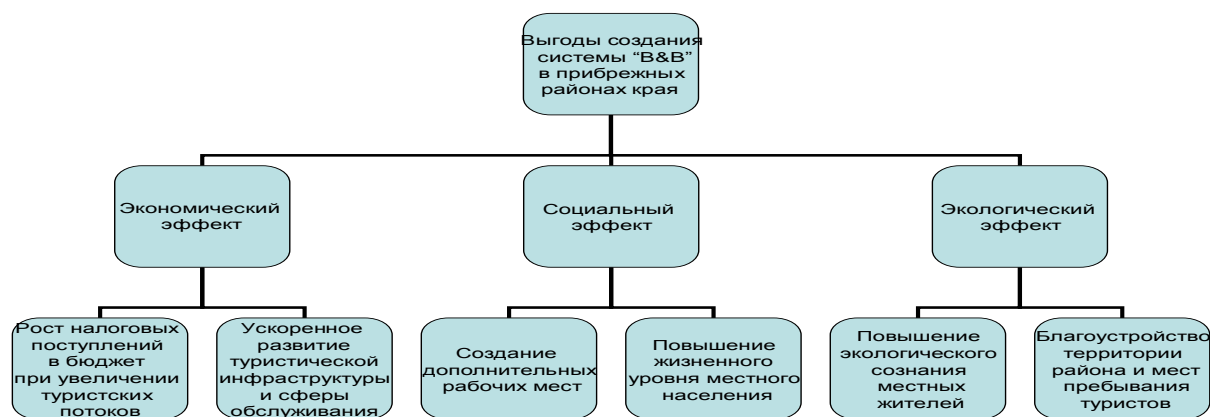 Выгоды создания
системы “B&B”
в прибрежных
районах края
Экономический
эффект
Социальный
эффект
Экологический
эффект
Рост налоговых
поступлений
в бюджет
при увеличении
туристских
потоков
Ускоренное
развитие
туристической
инфраструктуры
и сферы
обслуживания
Создание
дополнительных
рабочих мест
Повышение
жизненного
уровня местного
населения
Повышение
экологического
сознания
местных
жителей
Благоустройство
территории
района и мест
пребывания
туристов